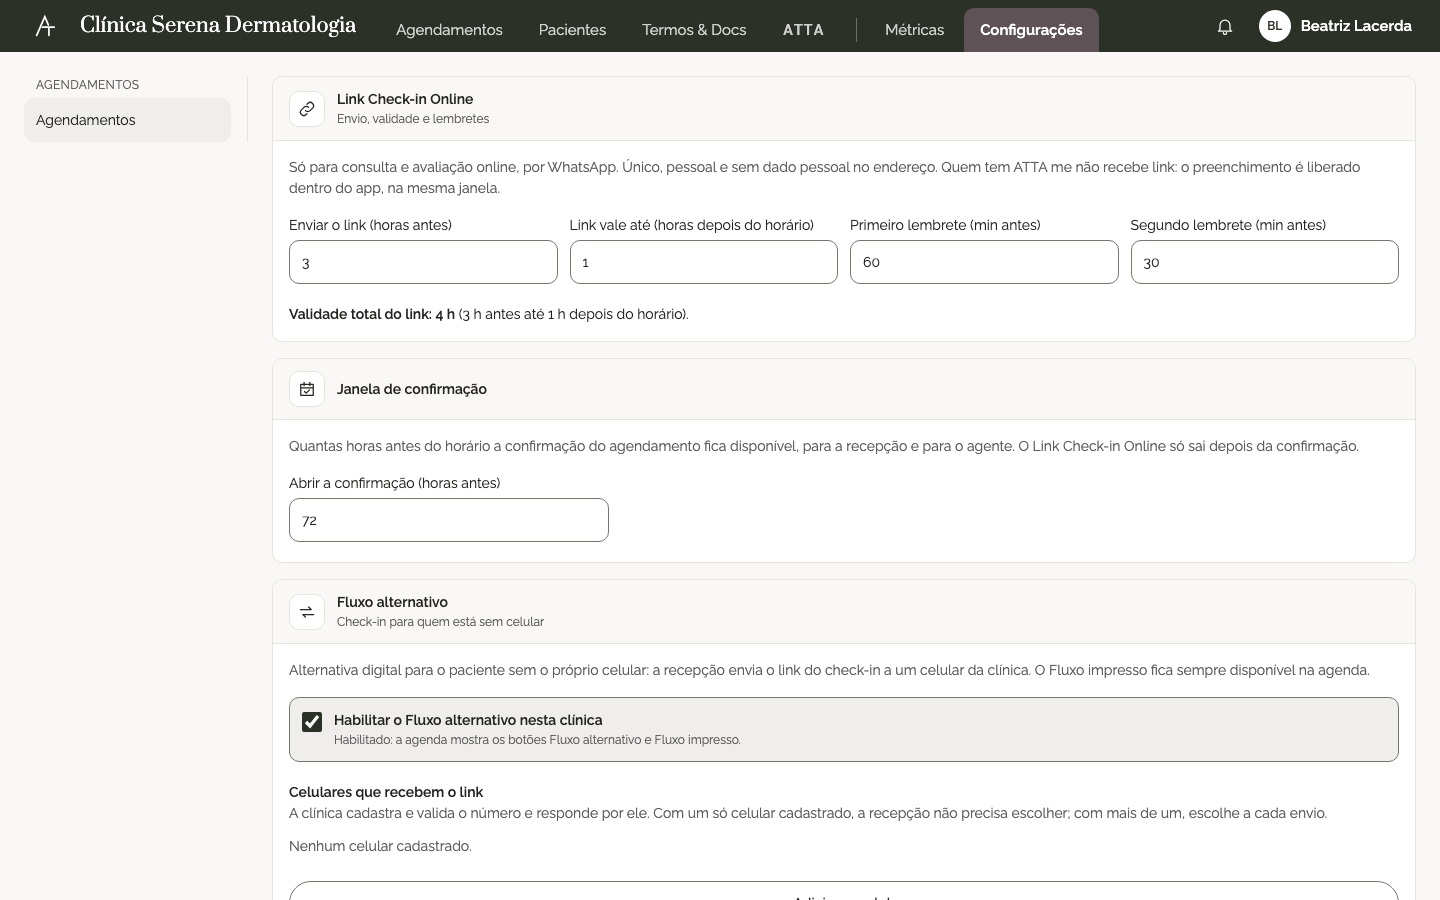 Clínica Serena Dermatologia
Agendamentos
Pacientes
Termos & Docs
ATTA
Métricas
Configurações
BL
Beatriz Lacerda
AGENDAMENTOS
Agendamentos
Link Check-in Online
Envio, validade e lembretes
Só para consulta e avaliação online, por WhatsApp. Único, pessoal e sem dado pessoal no endereço. Quem tem ATTA me não recebe link: o preenchimento é liberado
dentro do app, na mesma janela.
Enviar o link (horas antes)
Link vale até (horas depois do horário)
Primeiro lembrete (min antes)
Segundo lembrete (min antes)
3
1
60
30
Validade total do link: 4 h (3 h antes até 1 h depois do horário).
Janela de confirmação
Quantas horas antes do horário a confirmação do agendamento fica disponível, para a recepção e para o agente. O Link Check-in Online só sai depois da confirmação.
Abrir a confirmação (horas antes)
72
Fluxo alternativo
Check-in para quem está sem celular
Alternativa digital para o paciente sem o próprio celular: a recepção envia o link do check-in a um celular da clínica. O Fluxo impresso fica sempre disponível na agenda.
Habilitar o Fluxo alternativo nesta clínica
Habilitado: a agenda mostra os botões Fluxo alternativo e Fluxo impresso.
Celulares que recebem o link
A clínica cadastra e valida o número e responde por ele. Com um só celular cadastrado, a recepção não precisa escolher; com mais de um, escolhe a cada envio.
Nenhum celular cadastrado.